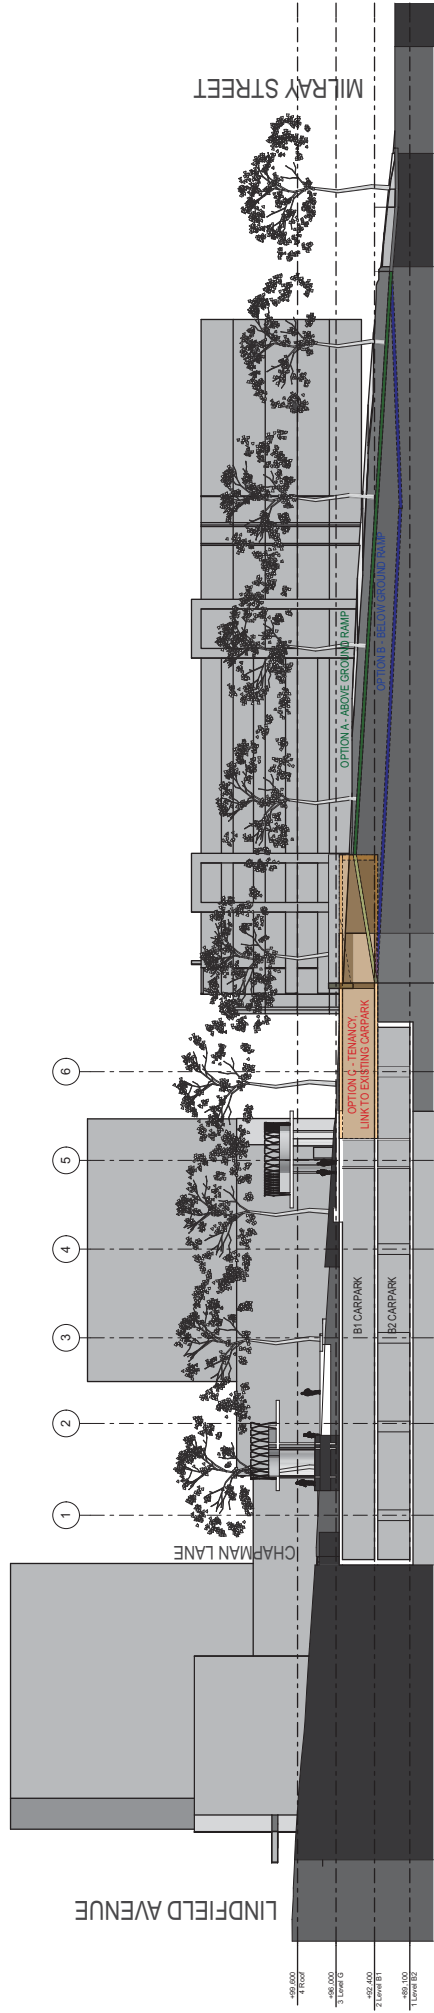 LINDFIELD AVENUE
CHAPMAN LANE
MILRAY STREET
1
2
3
4
5
6
B1 CARPARK
B2 CARPARK
OPTION C - TENANCY,
LINK TO EXISTING CARPARK
OPTION A - ABOVE GROUND RAMP
OPTION B - BELOW GROUND RAMP
+99,600
4 Roof
+96,000
3 Level G
+92,400
2 Level B1
+89,100
1 Level B2